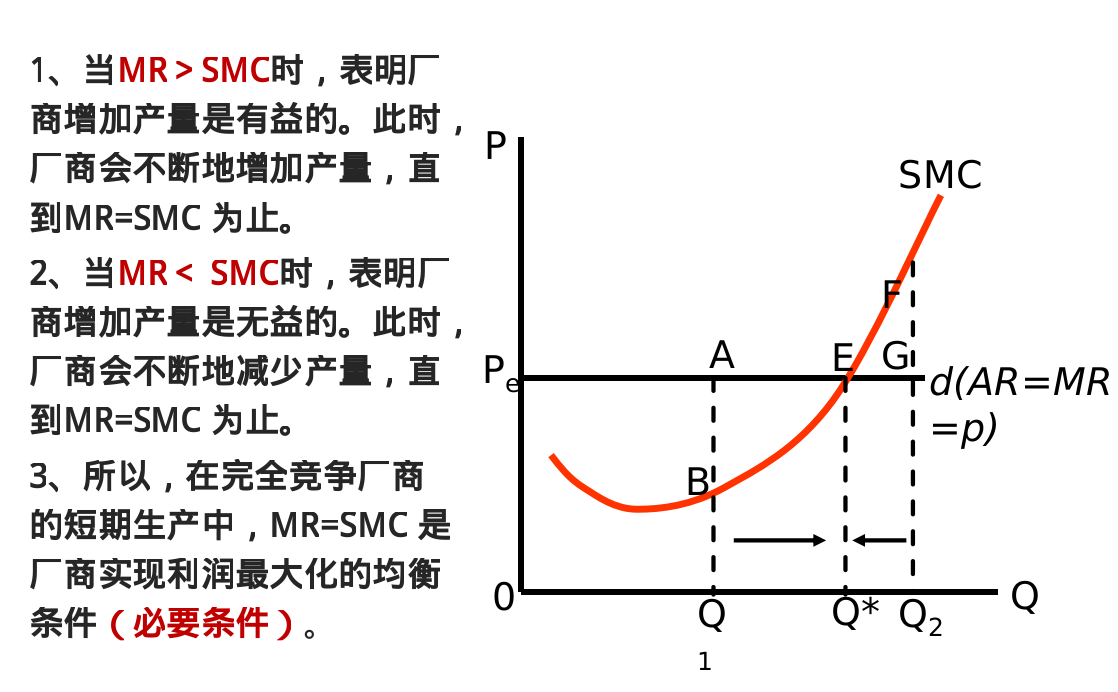 1、当MR > SMC时，表明厂
商增加产量是有益的。此时，
厂商会不断地增加产量，直
到MR=SMC 为止。
2、当MR < SMC时，表明厂
商增加产量是无益的。此时，
厂商会不断地减少产量，直
到MR=SMC 为止。
3、所以，在完全竞争厂商
的短期生产中，MR=SMC 是
厂商实现利润最大化的均衡
条件（必要条件）。
P
SMC
F
A
E
G
Pe
d(AR=MR
=p)
B
0
Q1
Q*
Q2
Q